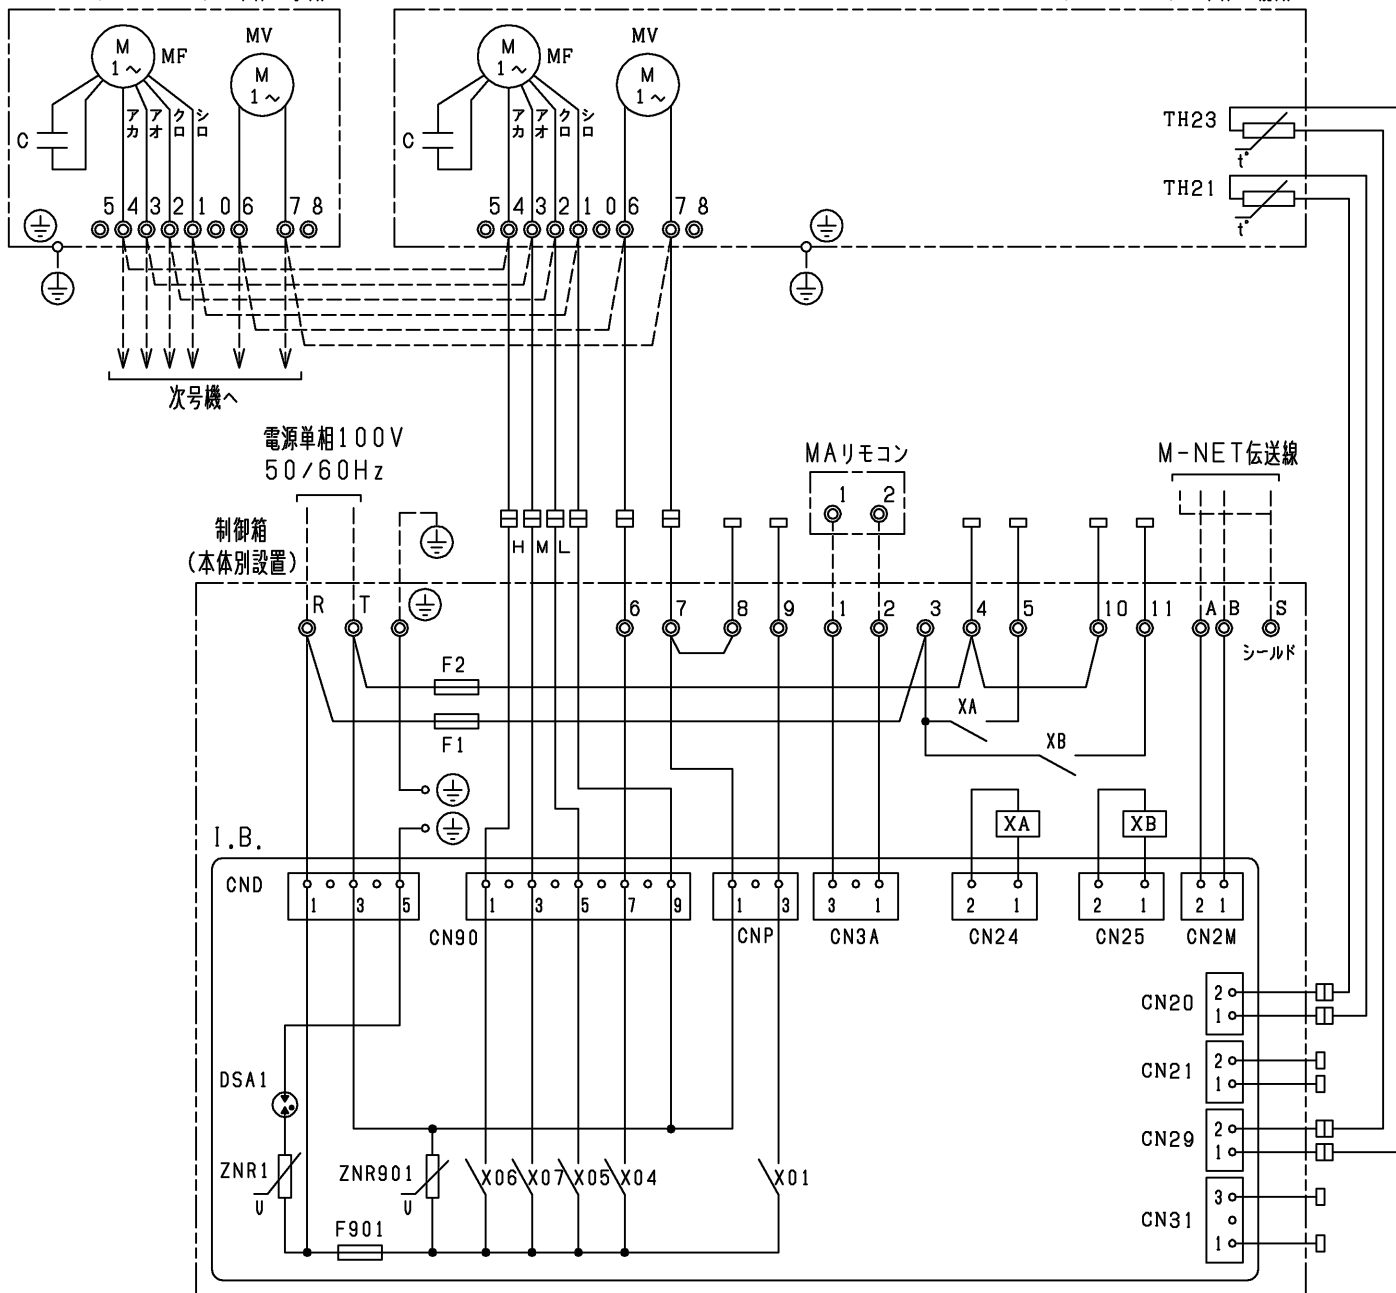 M
1~
MF
MV
M
1~
C
アカ
アオ
クロ
シロ
5 4 3 2 1 0 6 7 8
次号機へ
M
1~
MF
MV
M
1~
C
アカ
アオ
クロ
シロ
5 4 3 2 1 0 6 7 8
TH23
t°
TH21
t°
電源単相100V
50/60Hz
MAリモコン
1 2
M-NET伝送線
制御箱
(本体別設置)
H M L
R T
6 7 8 9 1 2 3 4 5 10 11 A B S
シールド
F2
F1
XA
XB
XA
XB
I.B.
CND
1 3 5
CN90
1 3 5 7 9
CNP
1 3
CN3A
3 1
CN24
2 1
CN25
2 1
CN2M
2 1
CN20
2
1
CN21
2
1
CN29
2
1
CN31
3
1
DSA1
ZNR1
U
ZNR901
U
F901
X06
X07
X05
X04
X01